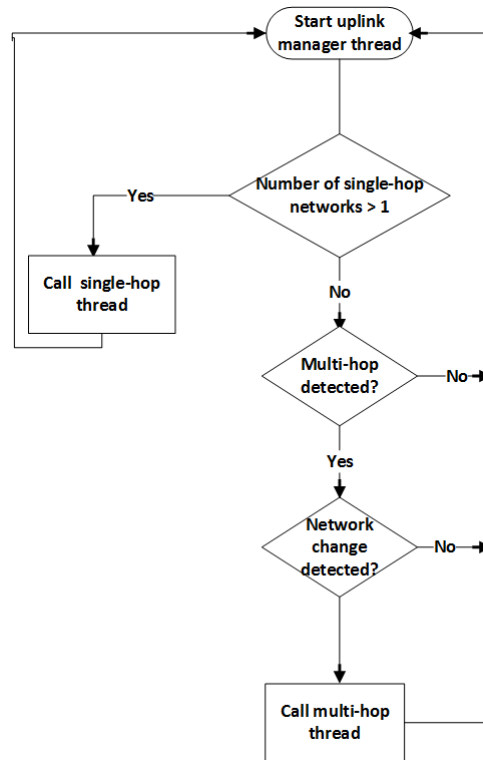 Start uplink
manager thread
Number of single-hop
networks > 1
Yes
Call single-hop
thread
No
Multi-hop
detected?
No
Yes
Network
change
detected?
No
Call multi-hop
thread